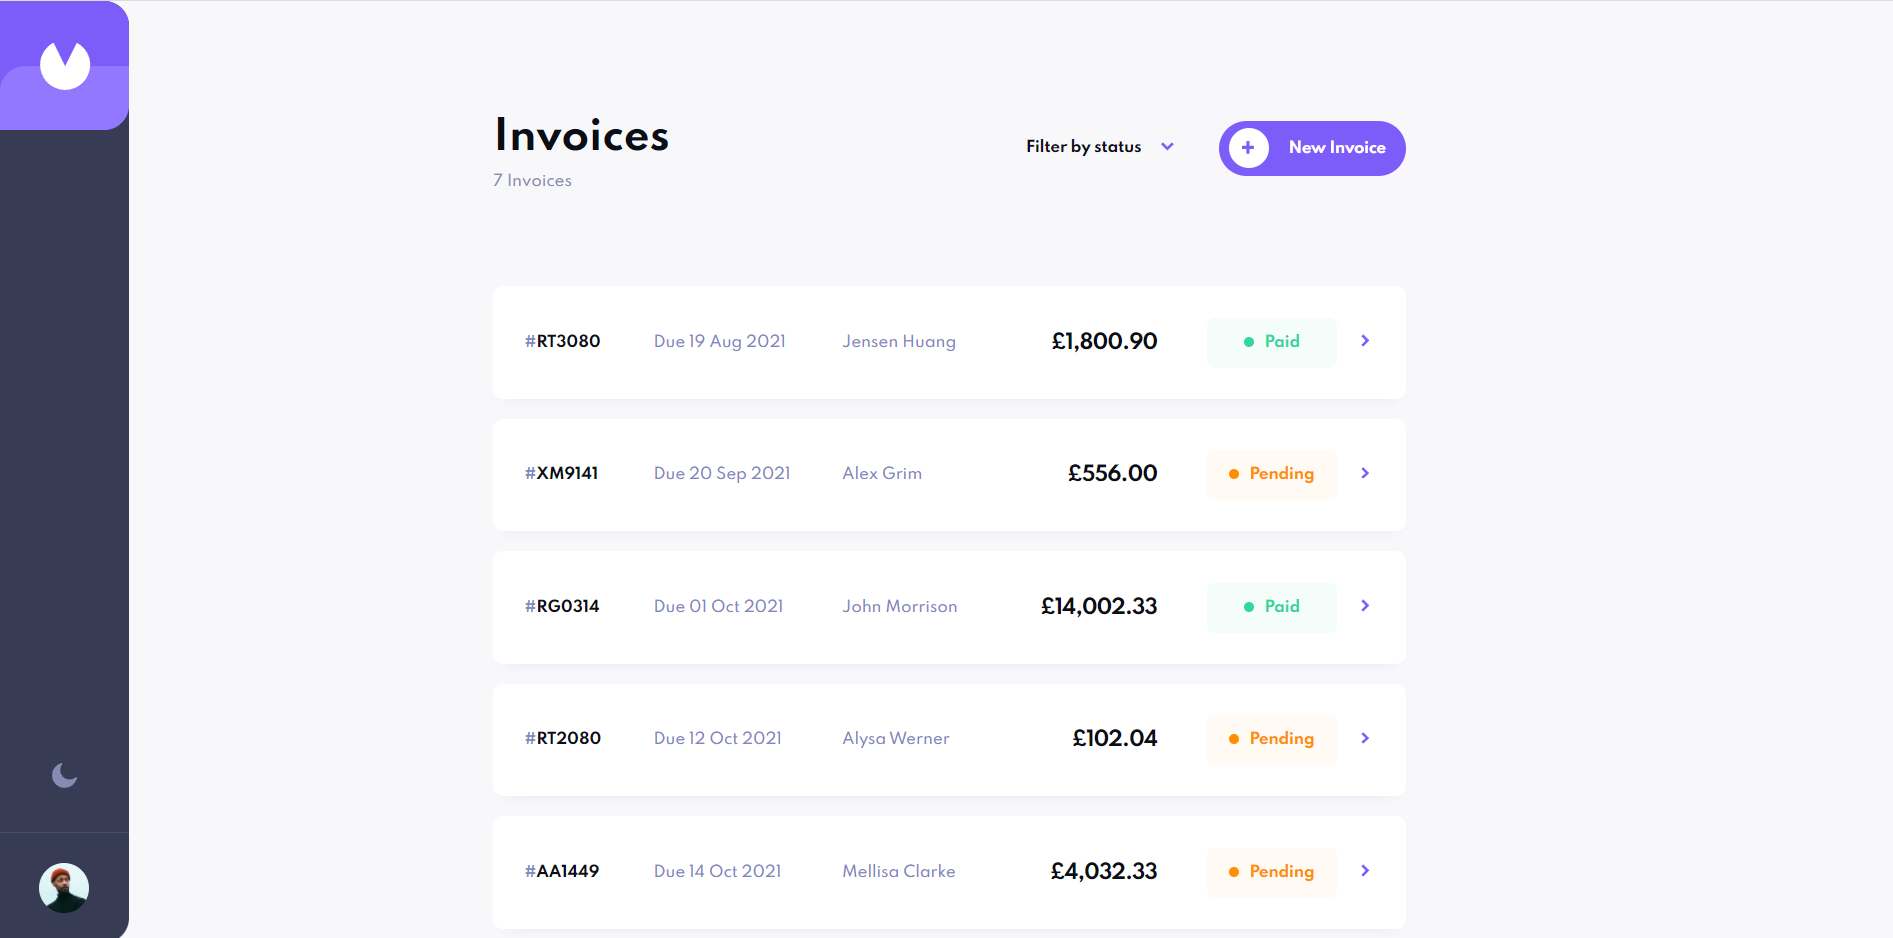 Invoices
7 Invoices
Filter by status
New Invoice
#RT3080 Due 19 Aug 2021 Jensen Huang £1,800.90 Paid
#XM9141 Due 20 Sep 2021 Alex Grim £556.00 Pending
#RG0314 Due 01 Oct 2021 John Morrison £14,002.33 Paid
#RT2080 Due 12 Oct 2021 Alysa Werner £102.04 Pending
#AA1449 Due 14 Oct 2021 Mellisa Clarke £4,032.33 Pending